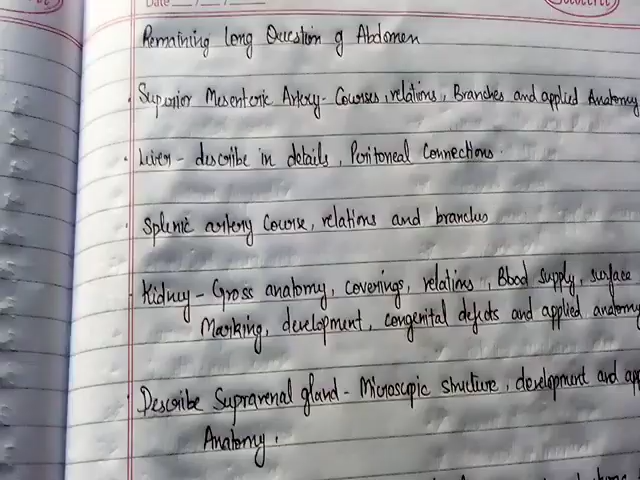 Date
Remaining Long Question of Abdomen
Superior Mesenteric Artery - Courses, relations, Branches and applied Anatomy
Liver - describe in details, Peritoneal Connections.
Splenic artery Course, relations and branches
Kidney - Gross anatomy, coverings, relations, Blood supply, surface
Marking, development, congenital defects and applied anatomy
Describe Suprarenal gland - Microscopic structure, development and app
Anatomy.